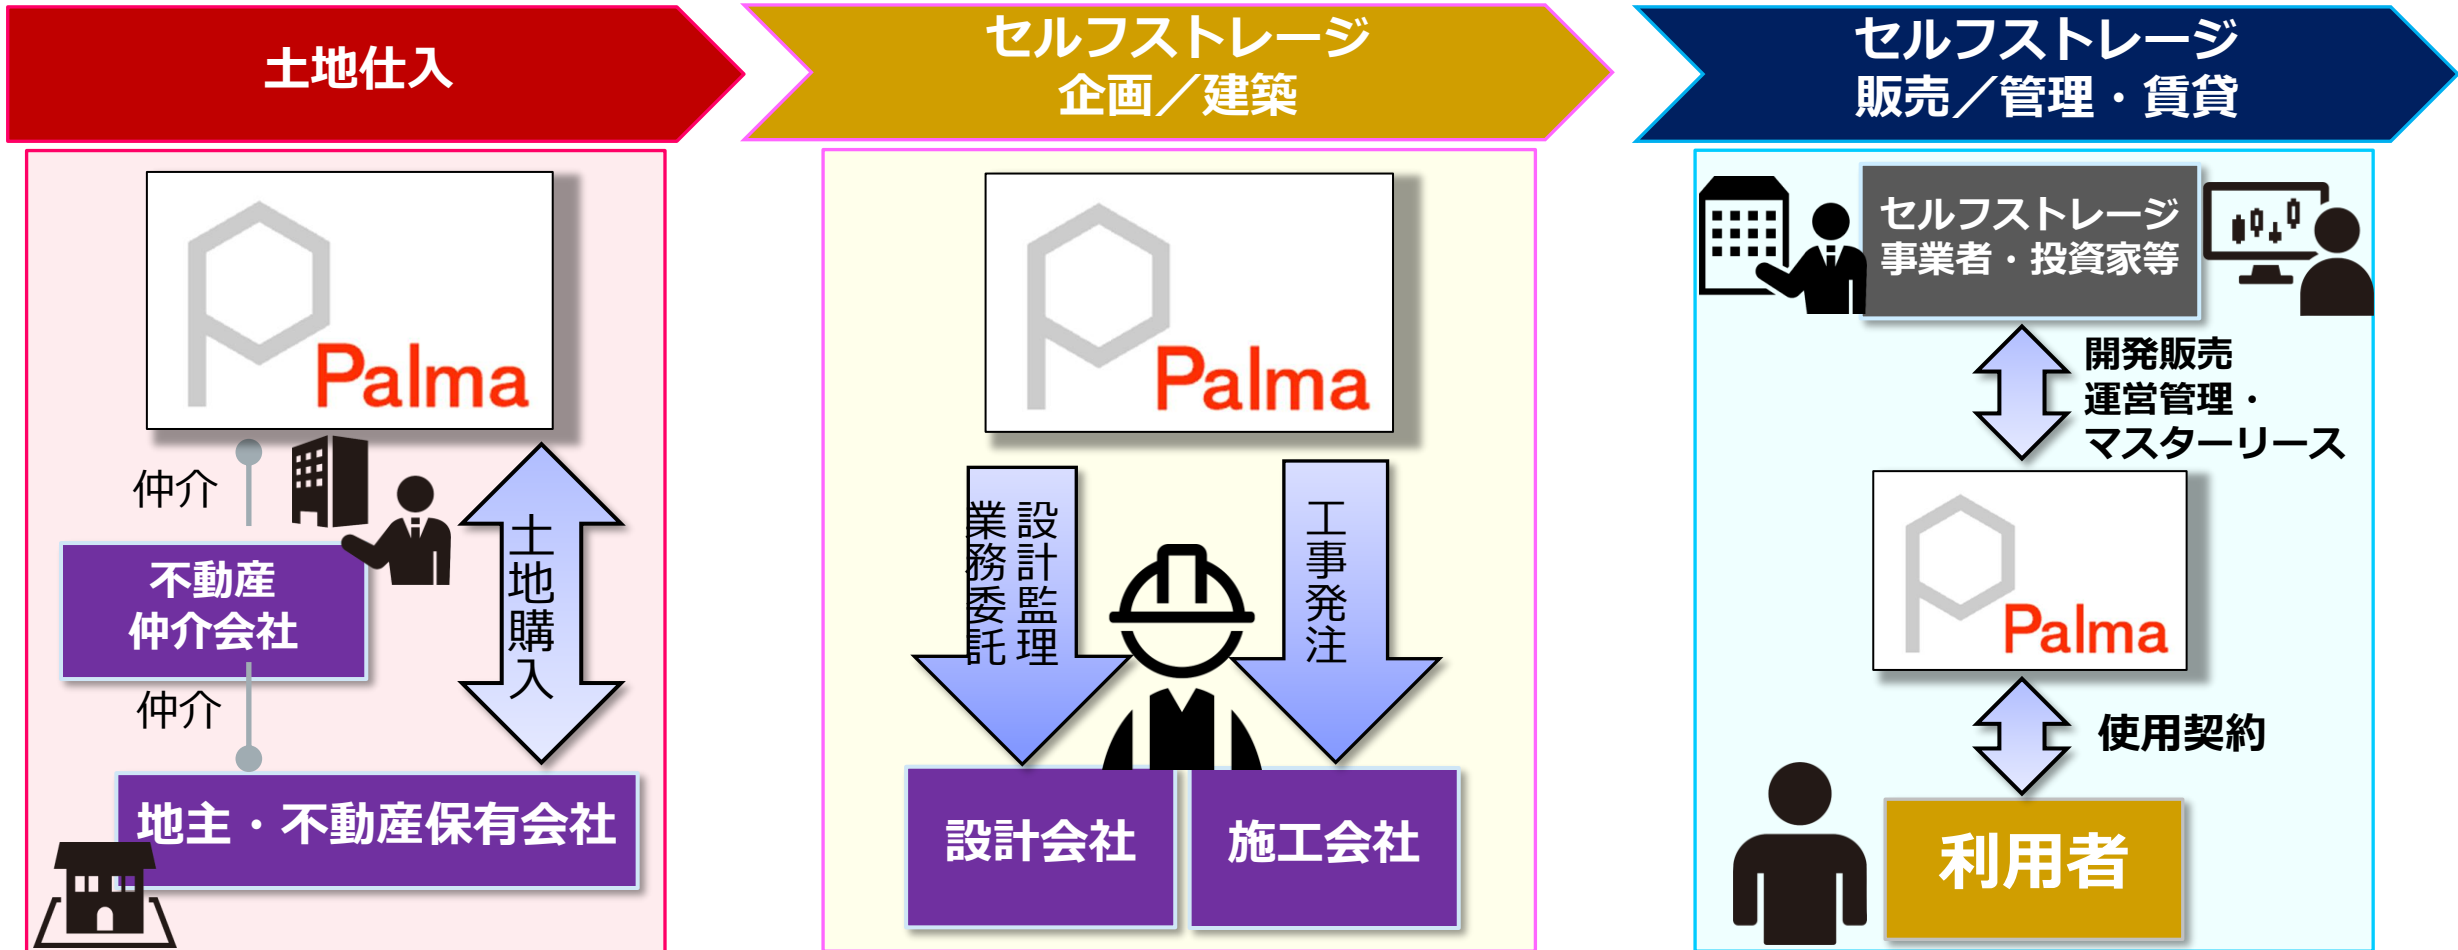 土地仕入
Palma
仲介
不動産
仲介会社
仲介
土地購入
地主・不動産保有会社
セルフストレージ
企画／建築
Palma
設計監理
業務委託
工事発注
設計会社
施工会社
セルフストレージ
販売／管理・賃貸
セルフストレージ
事業者・投資家等
開発販売
運営管理・
マスターリース
Palma
使用契約
利用者